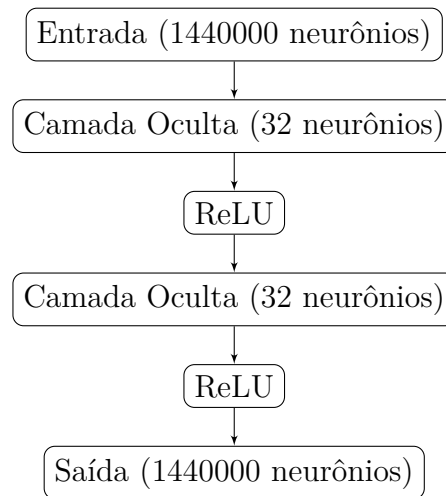 Entrada (1440000 neurônios)
Camada Oculta (32 neurônios)
ReLU
Camada Oculta (32 neurônios)
ReLU
Saída (1440000 neurônios)